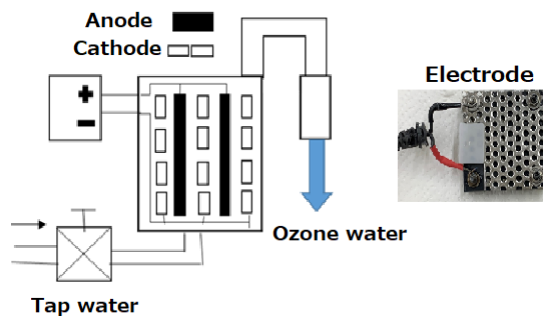 Anode
Cathode
+
-
Electrode
Ozone water
Tap water